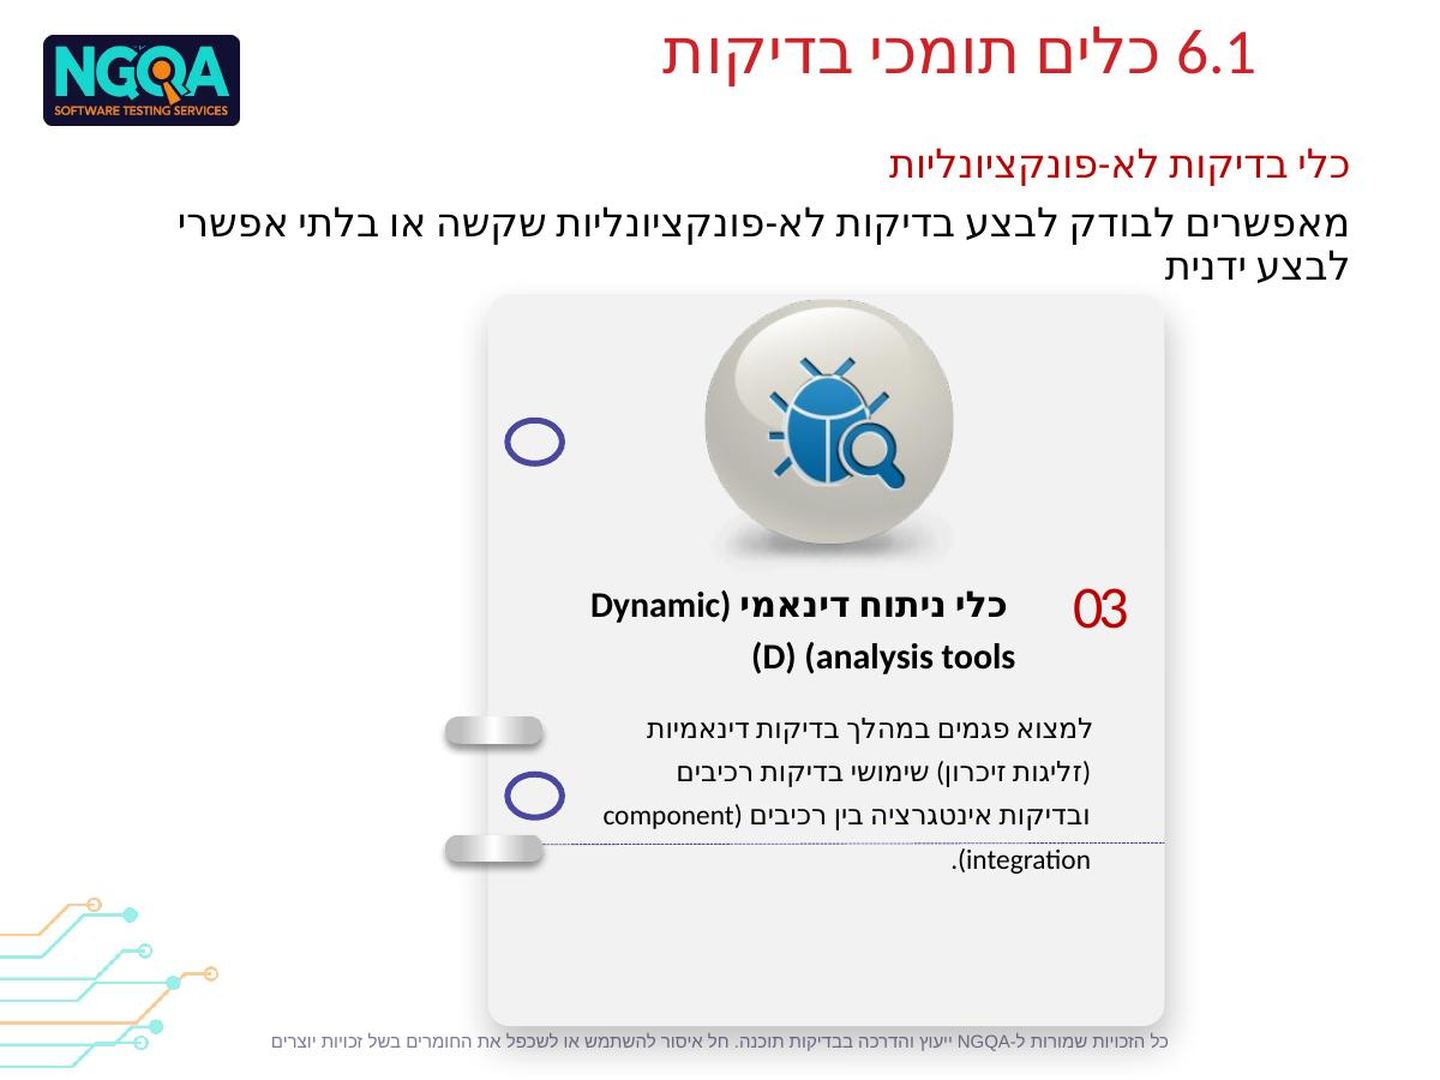 NGQA
SOFTWARE TESTING SERVICES
6.1 כלים תומכי בדיקות
כלי בדיקות לא-פונקציונליות
מאפשרים לבודק לבצע בדיקות לא-פונקציונליות שקשה או בלתי אפשרי
לבצע ידנית
03
כלי ניתוח דינאמי (Dynamic
analysis tools) (D)
למצוא פגמים במהלך בדיקות דינאמיות
(זליגות זיכרון) שימושי בדיקות רכיבים
ובדיקות אינטגרציה בין רכיבים (component
integration).
כל הזכויות שמורות ל-NGQA ייעוץ והדרכה בבדיקות תוכנה. חל איסור להשתמש או לשכפל את החומרים בשל זכויות יוצרים